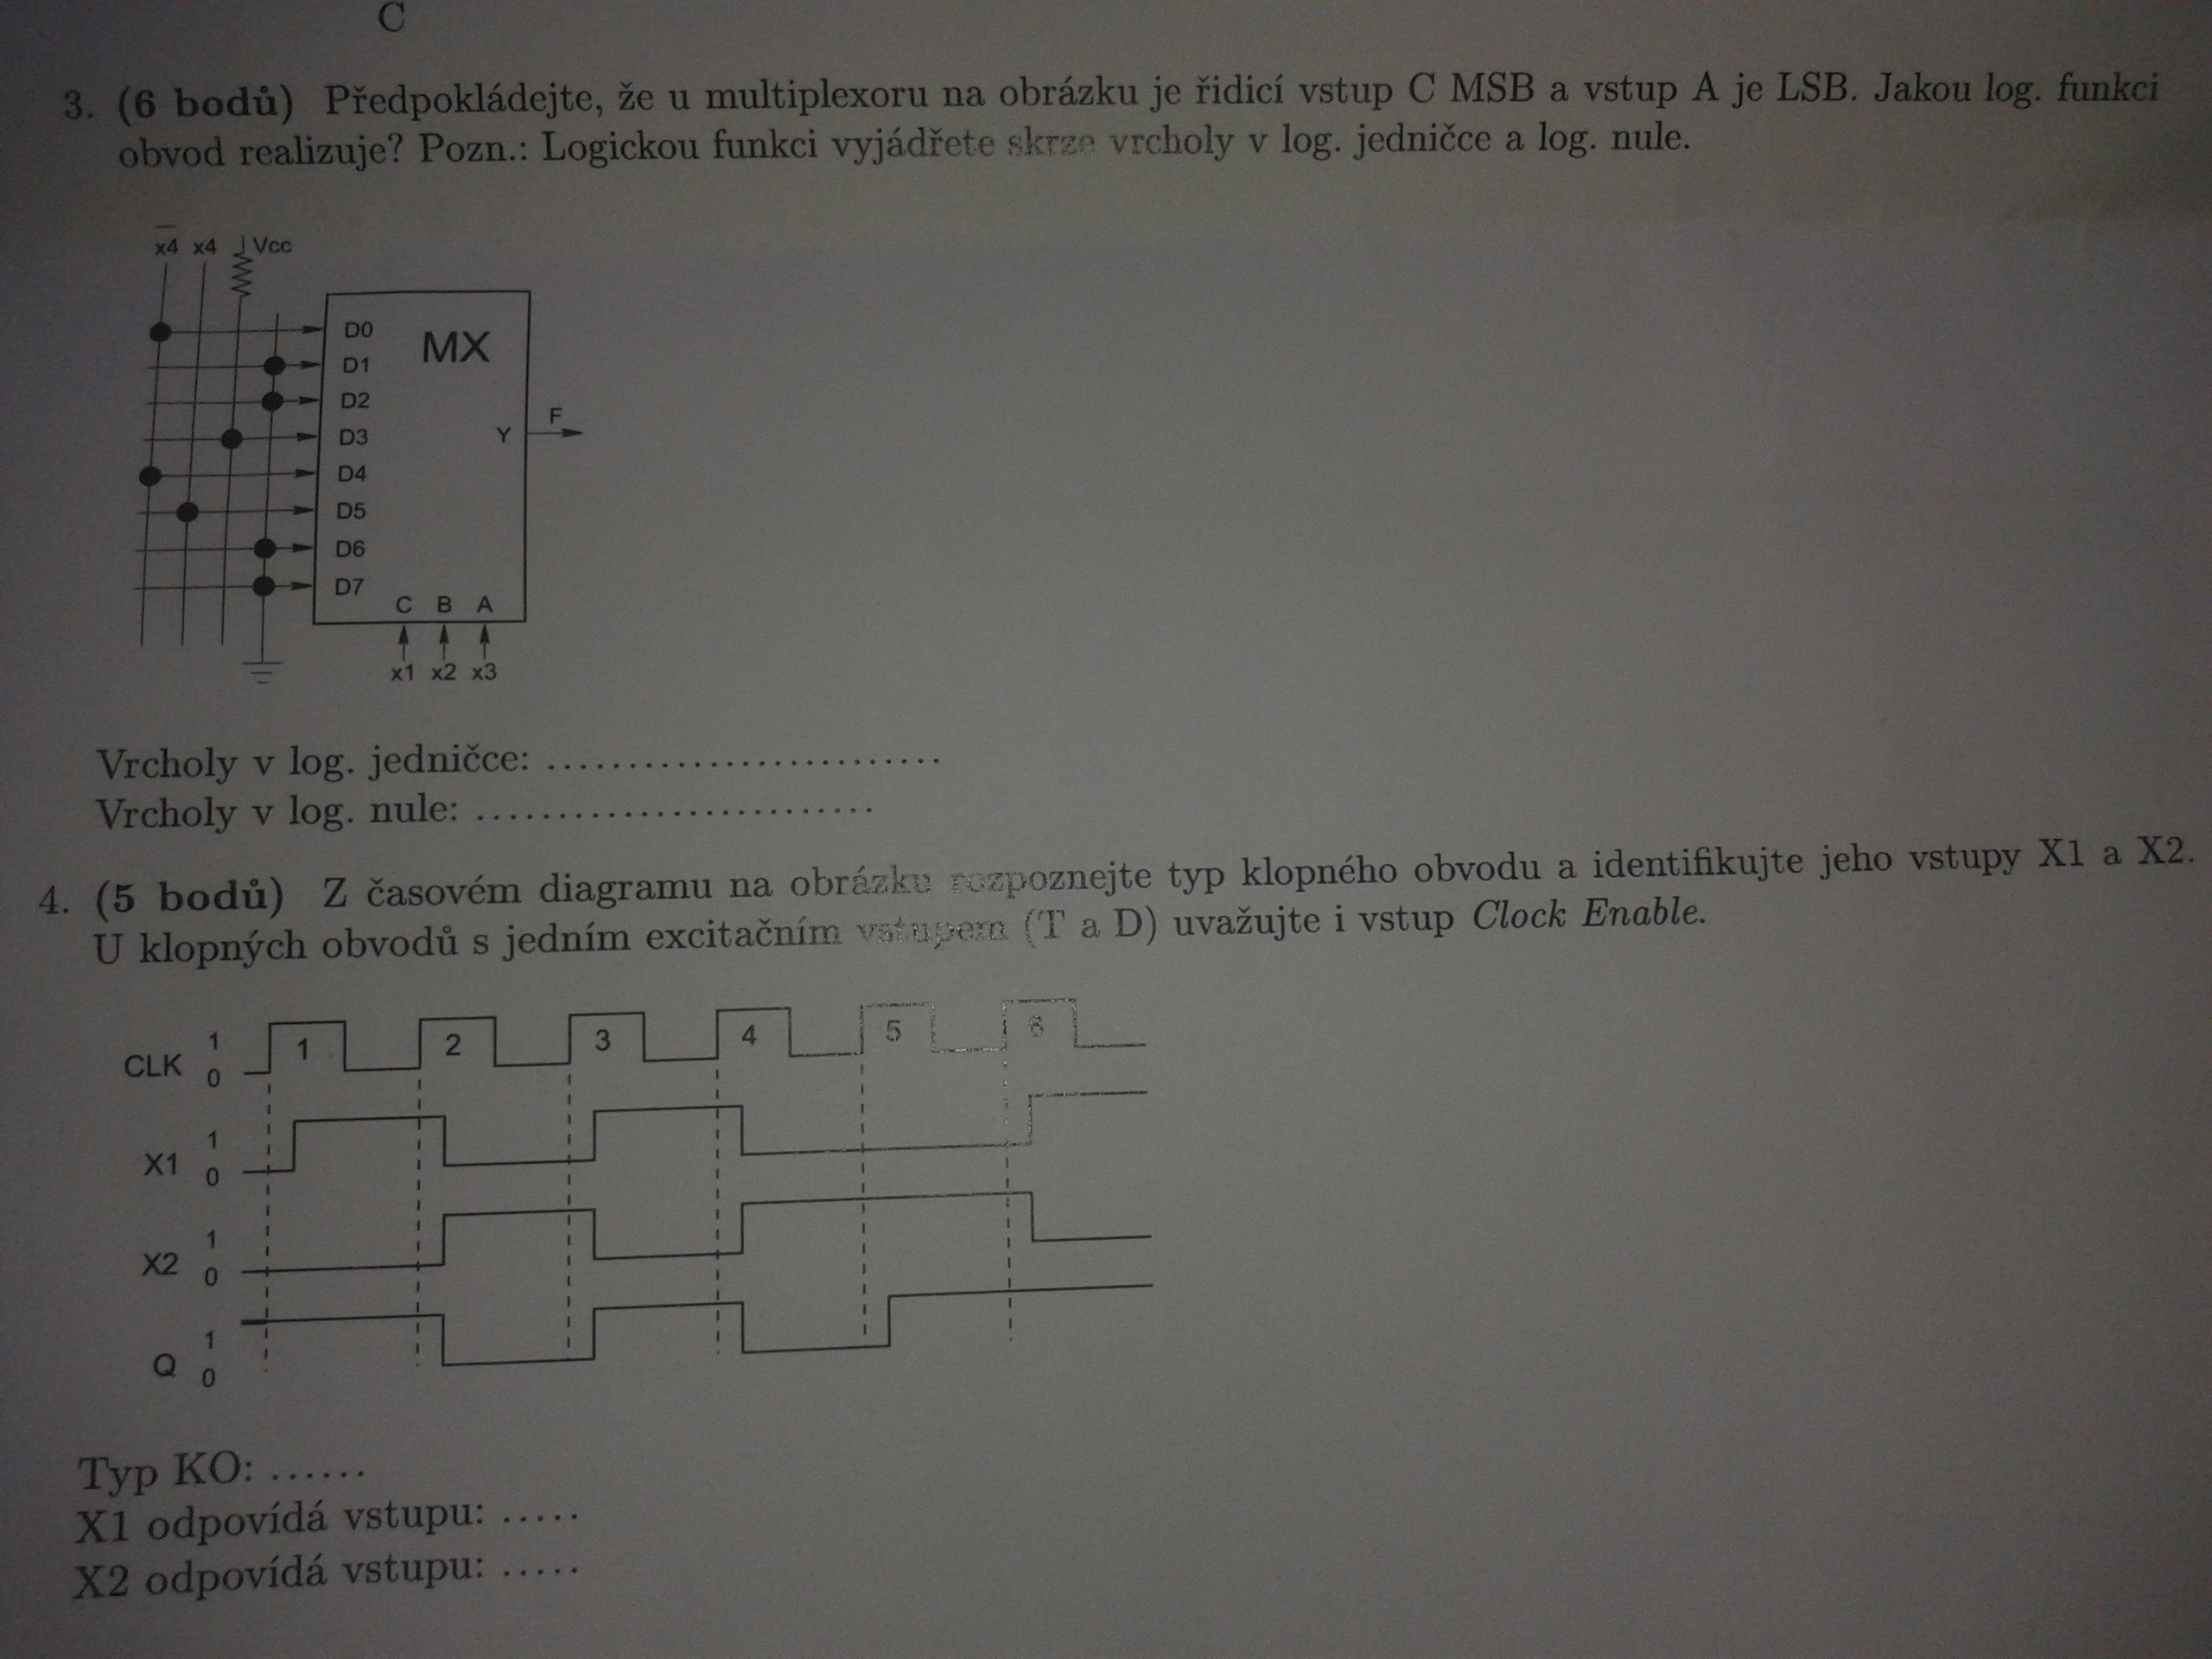 C
3. (6 bodů) Předpokládejte, že u multiplexoru na obrázku je řidicí vstup C MSB a vstup A je LSB. Jakou log. funkci
obvod realizuje? Pozn.: Logickou funkci vyjádřete skrze vrcholy v log. jedničce a log. nule.
x4 x4 Vcc
D0
MX
D1
D2
F
D3
Y
D4
D5
D6
D7
C B A
x1 x2 x3
Vrcholy v log. jedničce: ..........................
Vrcholy v log. nule: ..........................
4. (5 bodů) Z časovém diagramu na obrázku rozpoznejte typ klopného obvodu a identifikujte jeho vstupy X1 a X2.
U klopných obvodů s jedním excitačním vstupem (T a D) uvažujte i vstup Clock Enable.
CLK 1 0 1 2 3 4 5 6
X1 1 0
X2 1 0
Q 1 0
Typ KO: ......
X1 odpovídá vstupu: .....
X2 odpovídá vstupu: .....